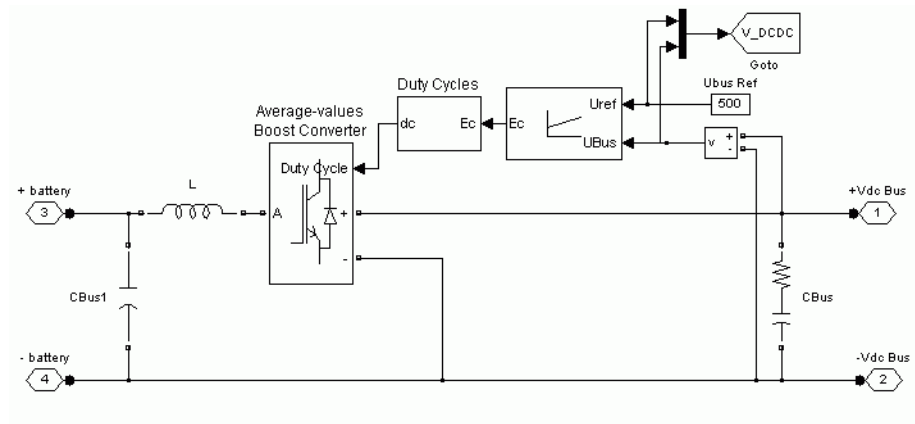 V_DCDC
Goto
Ubus Ref
500
Duty Cycles
dc
Ec
Ec
Uref
UBus
v
+
-
Average-values
Boost Converter
Duty Cycle
A
+
-
L
+ battery
3
+Vdc Bus
1
CBus1
CBus
- battery
4
-Vdc Bus
2